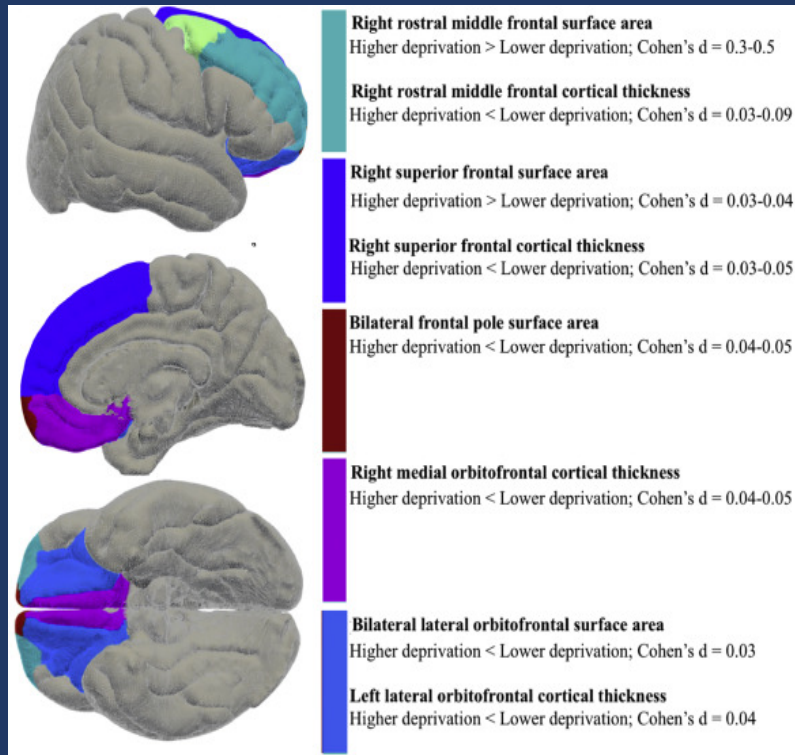 Right rostral middle frontal surface area
Higher deprivation > Lower deprivation; Cohen's d = 0.3-0.5
Right rostral middle frontal cortical thickness
Higher deprivation < Lower deprivation; Cohen's d = 0.03-0.09
Right superior frontal surface area
Higher deprivation > Lower deprivation; Cohen's d = 0.03-0.04
Right superior frontal cortical thickness
Higher deprivation < Lower deprivation; Cohen's d = 0.03-0.05
Bilateral frontal pole surface area
Higher deprivation < Lower deprivation; Cohen's d = 0.04-0.05
Right medial orbitofrontal cortical thickness
Higher deprivation < Lower deprivation; Cohen's d = 0.04-0.05
Bilateral lateral orbitofrontal surface area
Higher deprivation < Lower deprivation; Cohen's d = 0.03
Left lateral orbitofrontal cortical thickness
Higher deprivation < Lower deprivation; Cohen's d = 0.04